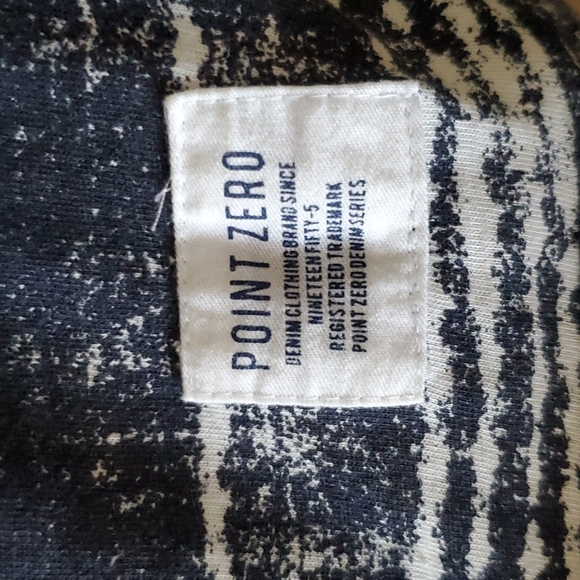 POINT ZERO
DENIM CLOTHING BRAND SINCE
NINETEEN FIFTY-5
REGISTERED TRADEMARK
POINT ZERO DENIM SERIES